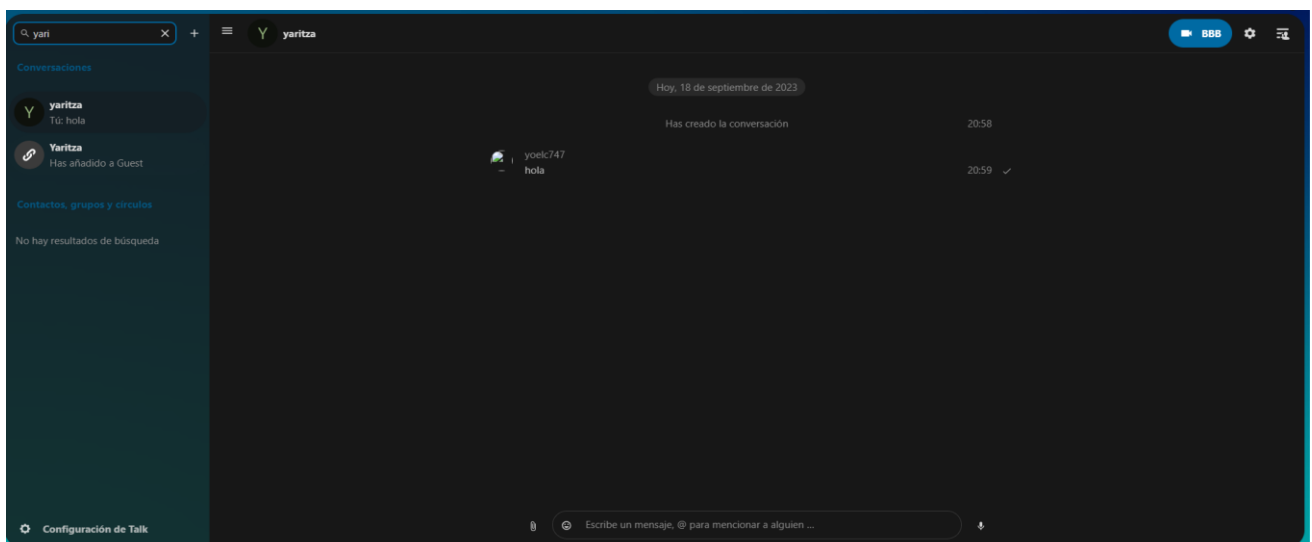 yari
Conversaciones
Y
yaritza
Tú: hola
Yaritza
Has añadido a Guest
Contactos, grupos y círculos
No hay resultados de búsqueda
Configuración de Talk
Y yaritza
BBB
Hoy, 18 de septiembre de 2023
Has creado la conversación 20:58
yoelc747
hola 20:59
Escribe un mensaje, @ para mencionar a alguien ...